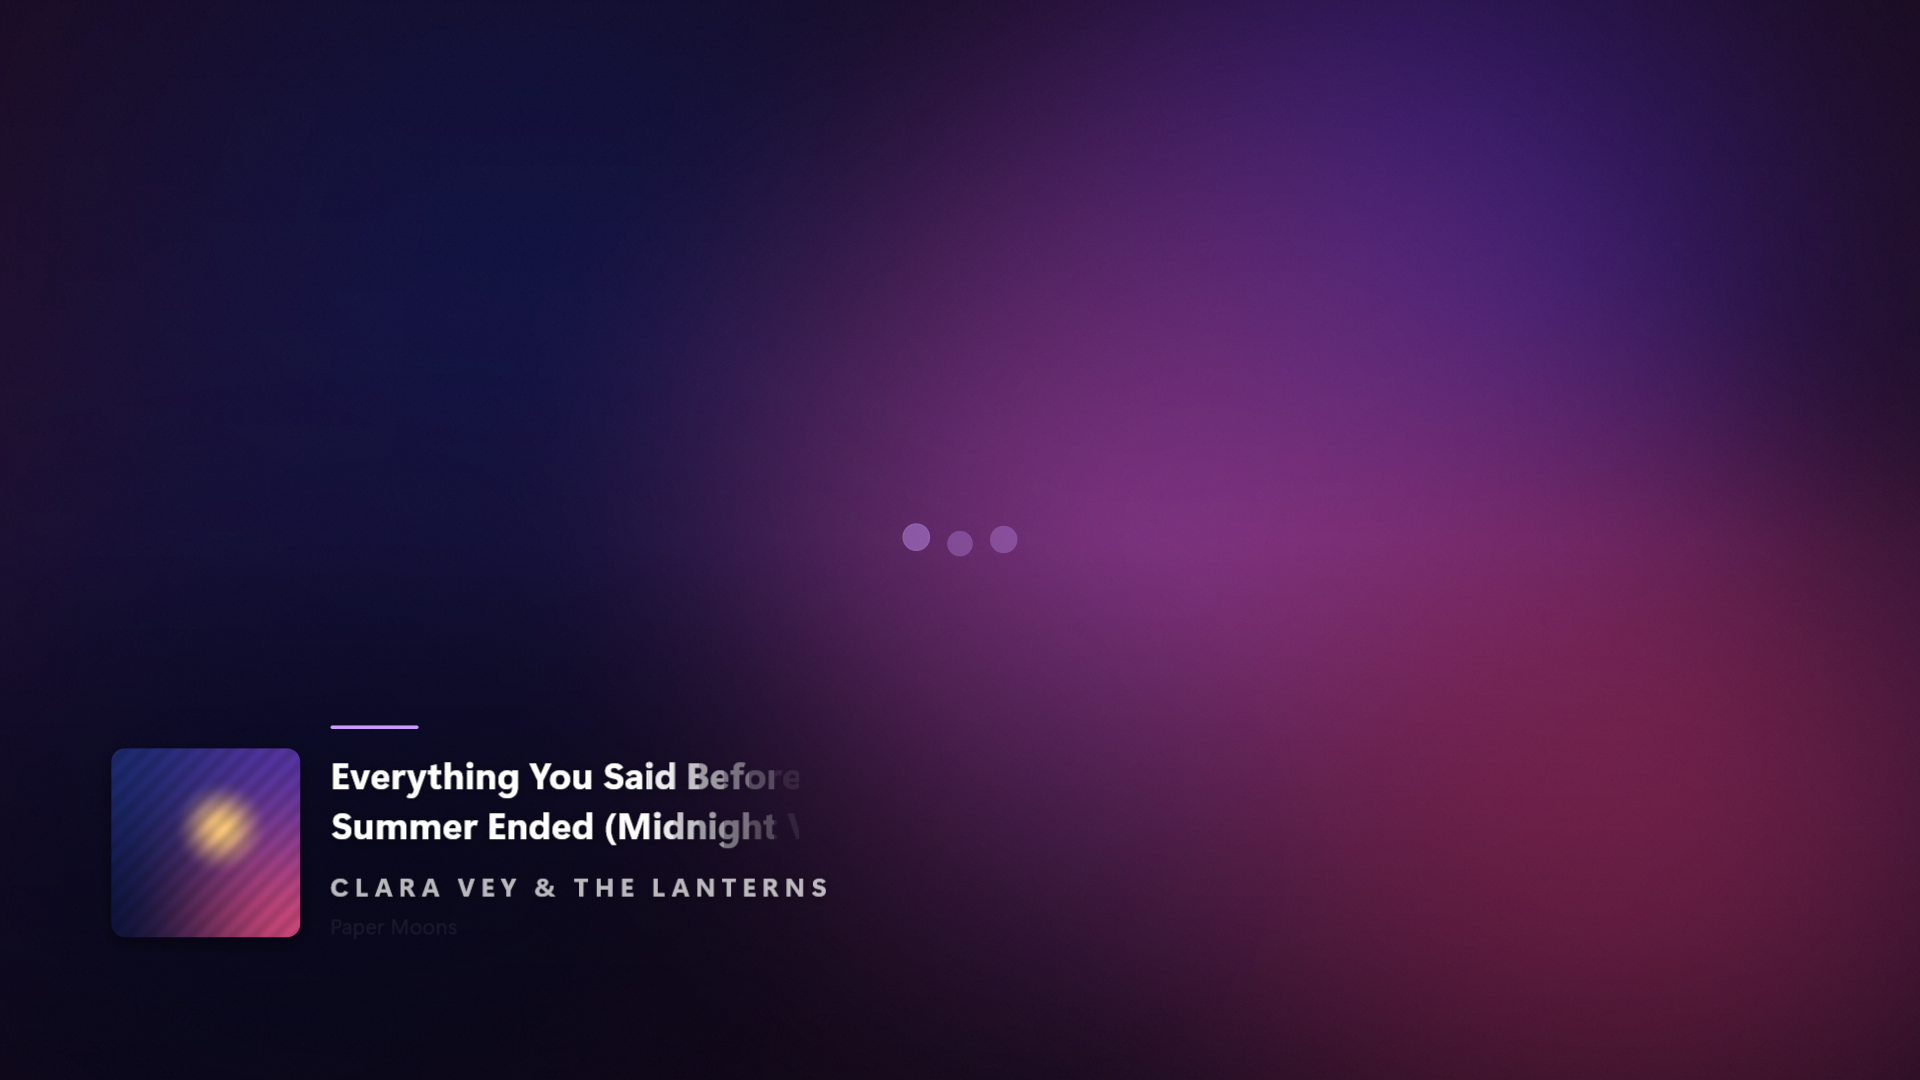 Everything You Said Before
Summer Ended (Midnight
CLARA VEY & THE LANTERNS
Paper Moons